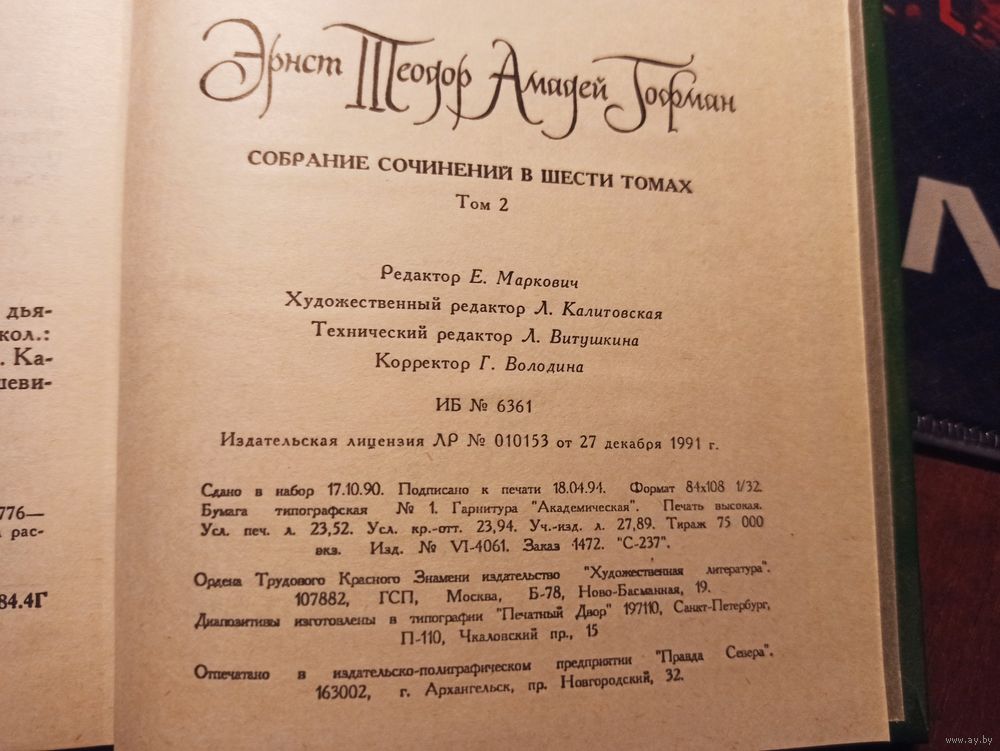 Эрнст Теодор Амадей Гофман
СОБРАНИЕ СОЧИНЕНИЙ В ШЕСТИ ТОМАХ
Том 2
Редактор Е. Маркович
Художественный редактор Л. Калитовская
Технический редактор Л. Витушкина
Корректор Г. Володина
ИБ № 6361
Издательская лицензия ЛР № 010153 от 27 декабря 1991 г.
Сдано в набор 17.10.90. Подписано к печати 18.04.94. Формат 84х108 1/32.
Бумага типографская № 1. Гарнитура "Академическая". Печать высокая.
Усл. печ. л. 23,52. Усл. кр.-отт. 23,94. Уч.-изд. л. 27,89. Тираж 75 000
экз. Изд. № VI-4061. Заказ 1472. "С-237".
Ордена Трудового Красного Знамени издательство "Художественная литература".
107882, ГСП, Москва, Б-78, Ново-Басманная, 19.
Диапозитивы изготовлены в типографии "Печатный Двор" 197110, Санкт-Петербург,
П-110, Чкаловский пр., 15
Отпечатано в издательско-полиграфическом предприятии "Правда Севера".
163002, г. Архангельск, пр. Новгородский, 32.
дья-
кол.:
. Ка-
шеви-
776—
рас-
84.4Г
www.ay.by